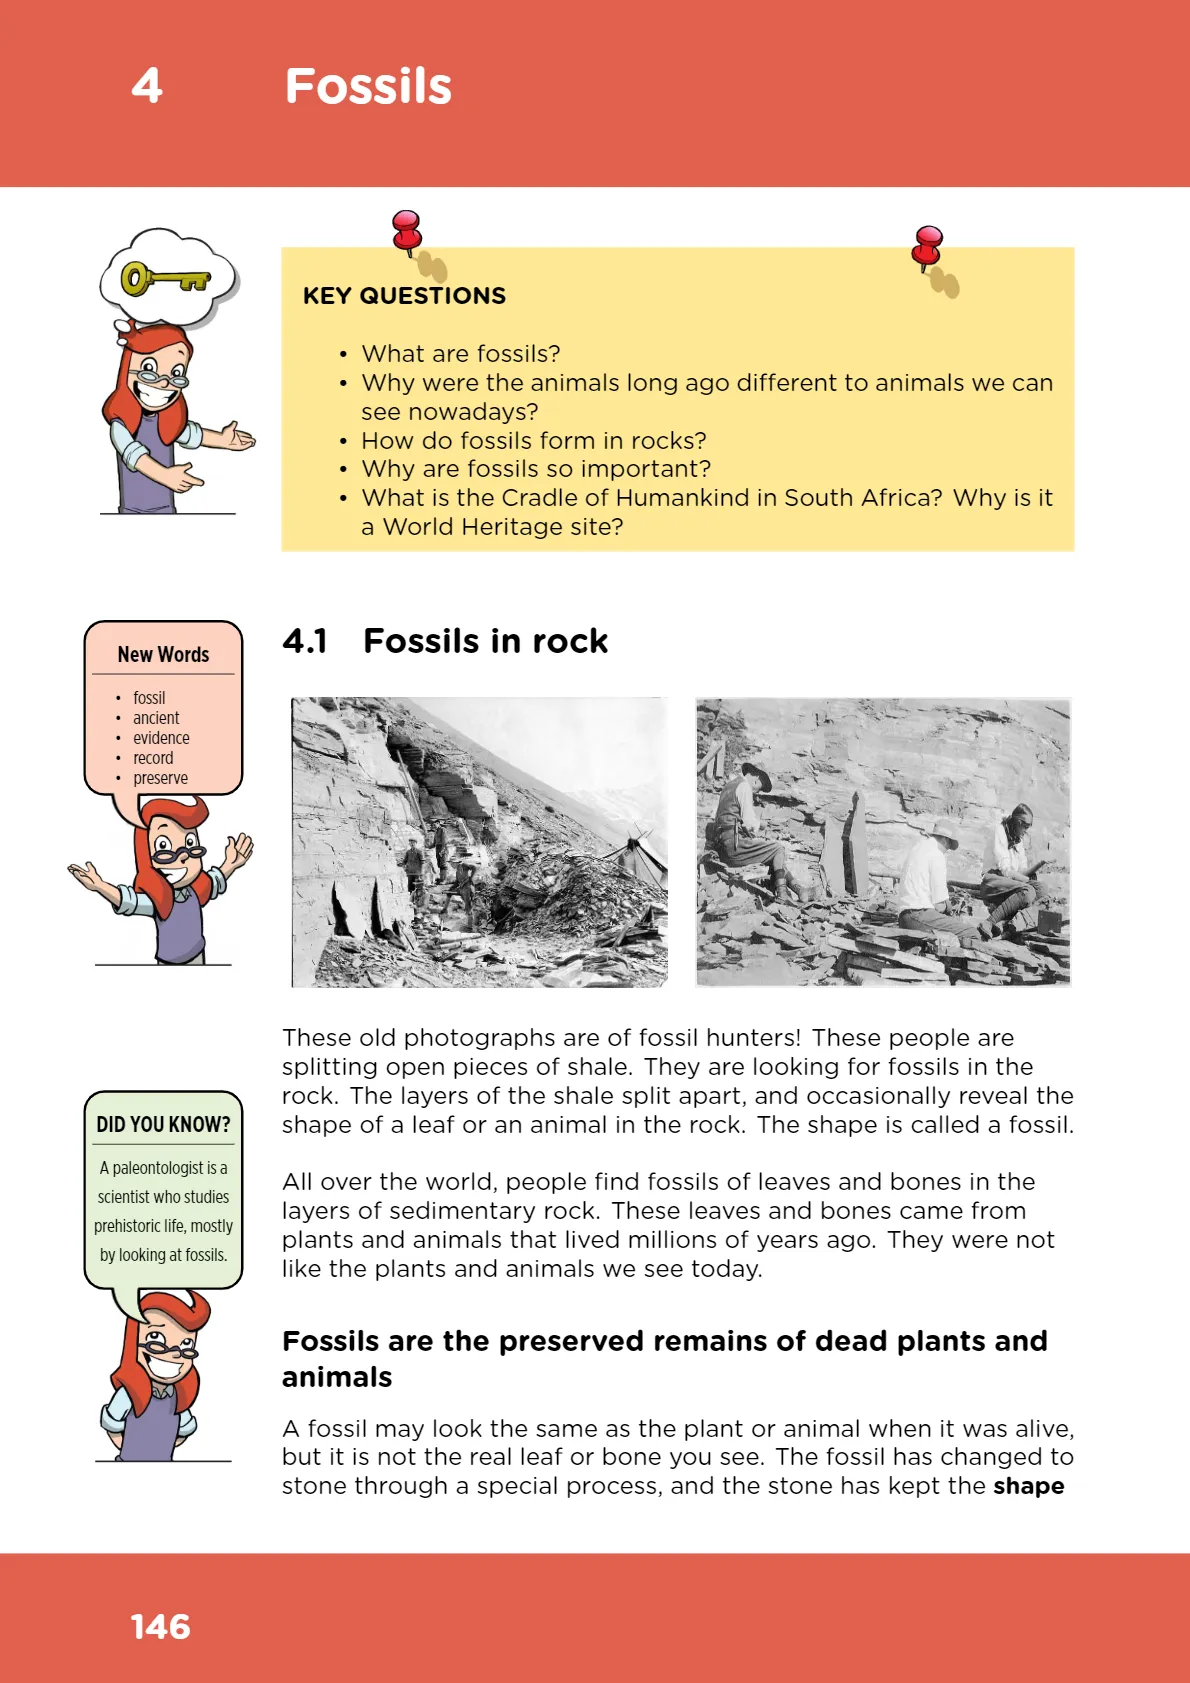 4 Fossils
KEY QUESTIONS
• What are fossils?
• Why were the animals long ago different to animals we can
see nowadays?
• How do fossils form in rocks?
• Why are fossils so important?
• What is the Cradle of Humankind in South Africa? Why is it
a World Heritage site?
New Words
• fossil
• ancient
• evidence
• record
• preserve
4.1 Fossils in rock
These old photographs are of fossil hunters! These people are
splitting open pieces of shale. They are looking for fossils in the
rock. The layers of the shale split apart, and occasionally reveal the
shape of a leaf or an animal in the rock. The shape is called a fossil.
DID YOU KNOW?
A paleontologist is a
scientist who studies
prehistoric life, mostly
by looking at fossils.
All over the world, people find fossils of leaves and bones in the
layers of sedimentary rock. These leaves and bones came from
plants and animals that lived millions of years ago. They were not
like the plants and animals we see today.
Fossils are the preserved remains of dead plants and
animals
A fossil may look the same as the plant or animal when it was alive,
but it is not the real leaf or bone you see. The fossil has changed to
stone through a special process, and the stone has kept the shape
146